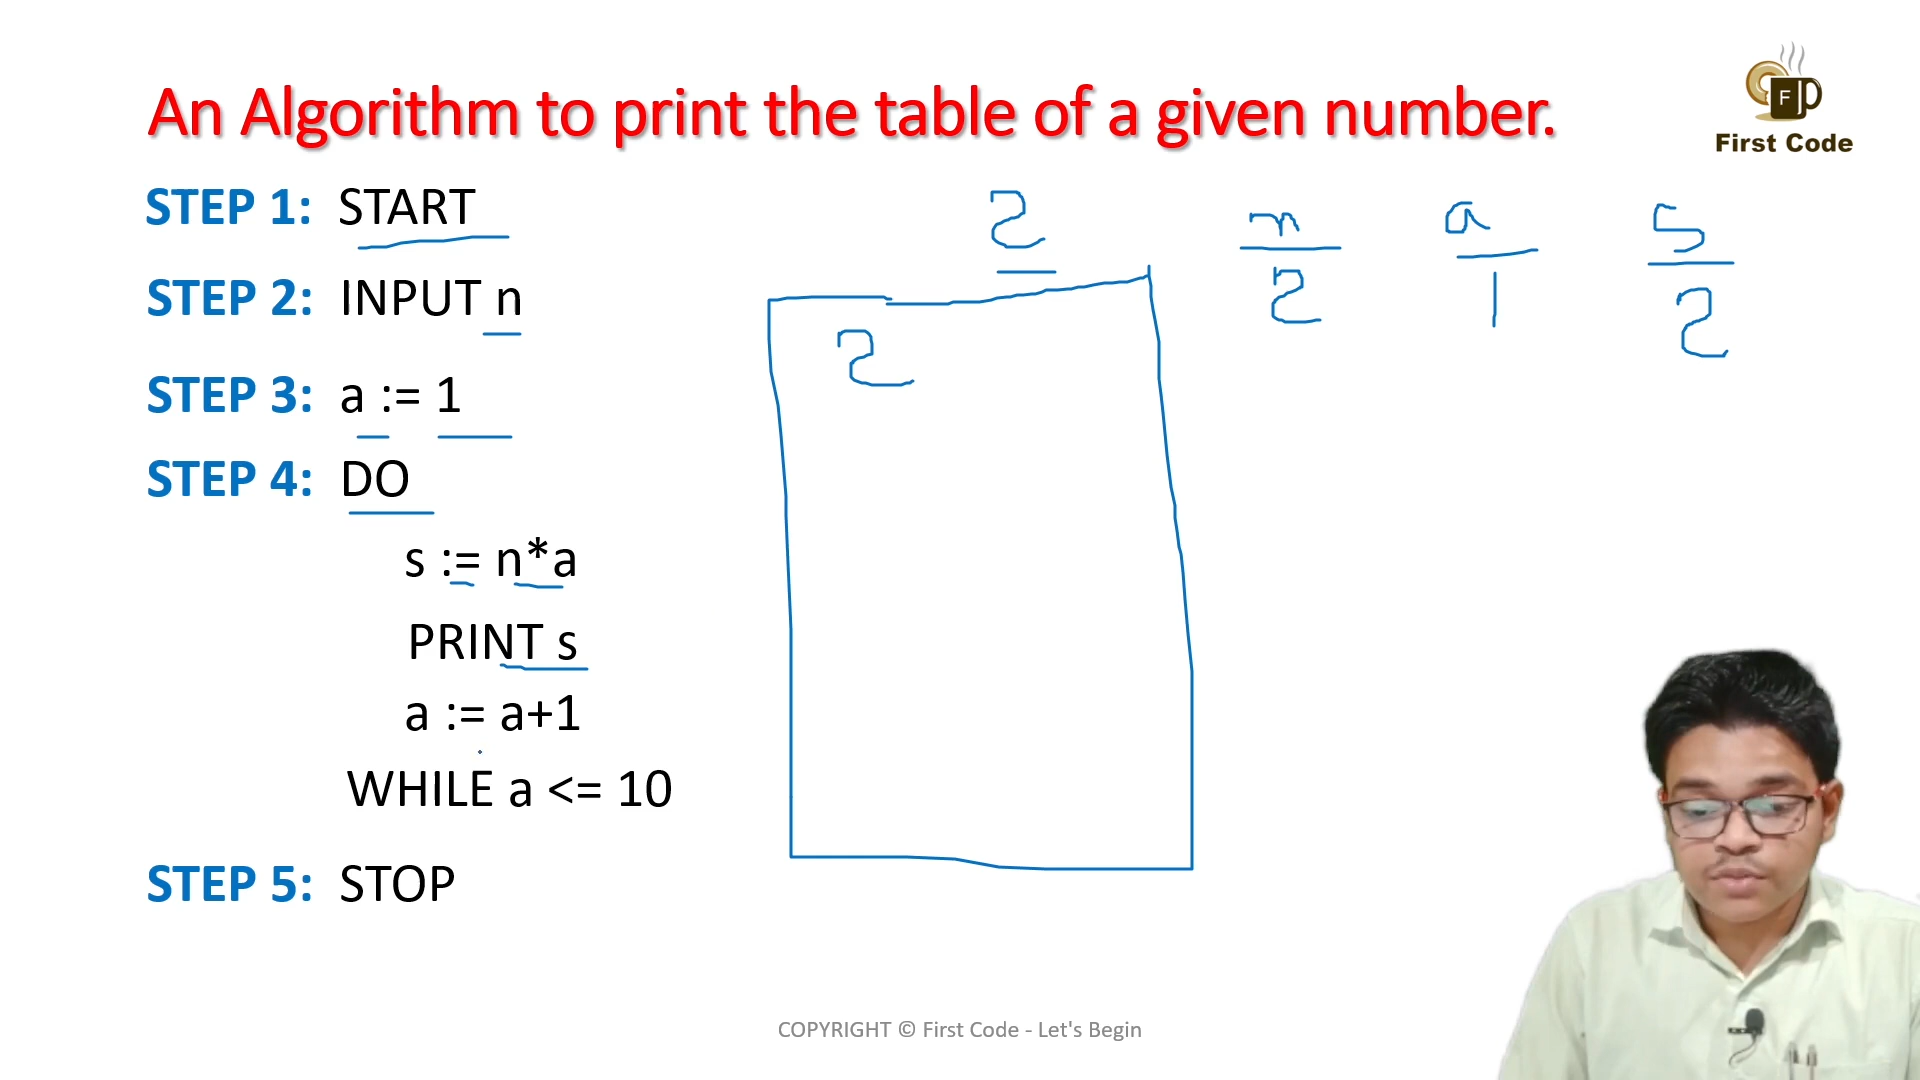 An Algorithm to print the table of a given number.
F
First Code
STEP 1: START
STEP 2: INPUT n
STEP 3: a := 1
STEP 4: DO
s := n*a
PRINT s
a := a+1
WHILE a <= 10
STEP 5: STOP
2
2
n a s
2 1 2
COPYRIGHT © First Code - Let's Begin